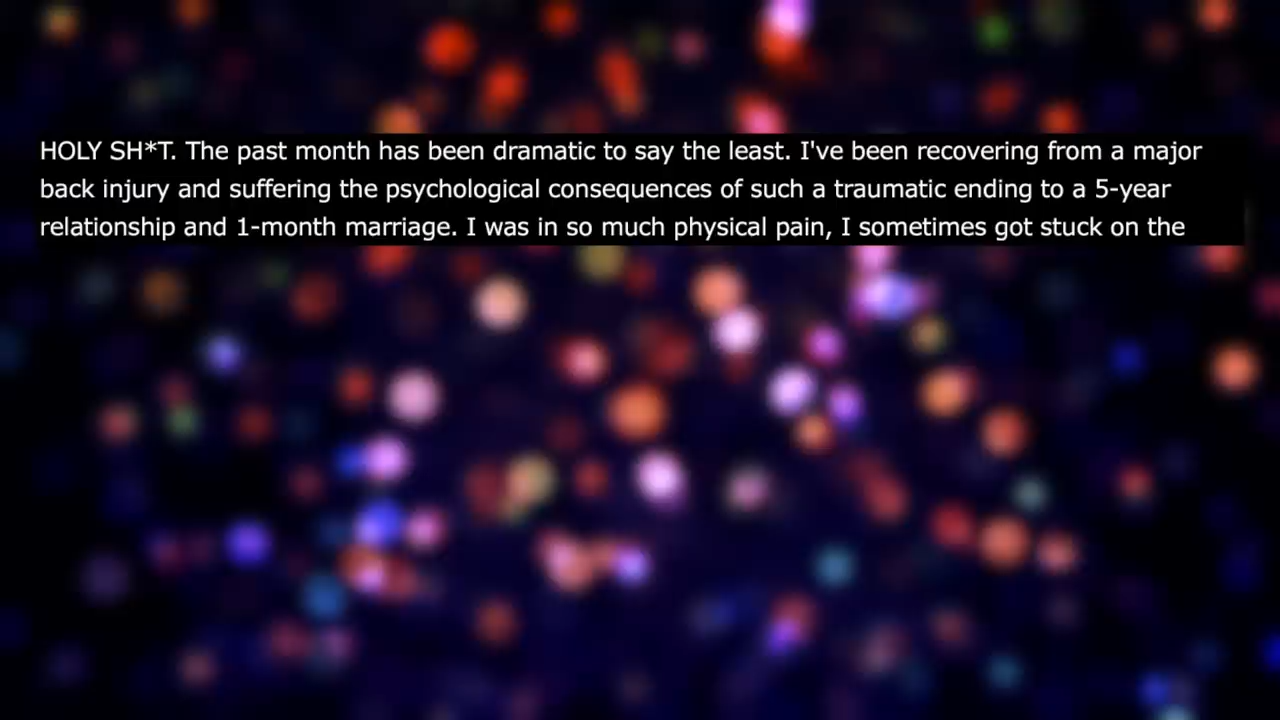 HOLY SH*T. The past month has been dramatic to say the least. I've been recovering from a major
back injury and suffering the psychological consequences of such a traumatic ending to a 5-year
relationship and 1-month marriage. I was in so much physical pain, I sometimes got stuck on the